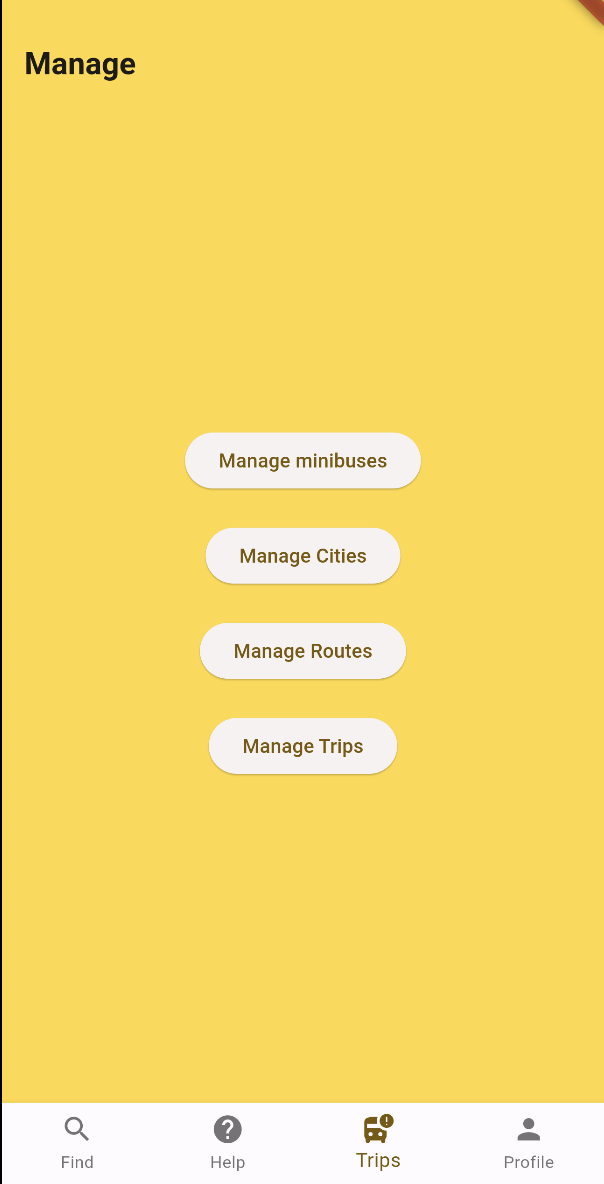 Manage
Manage minibuses
Manage Cities
Manage Routes
Manage Trips
Find
Help
Trips
Profile